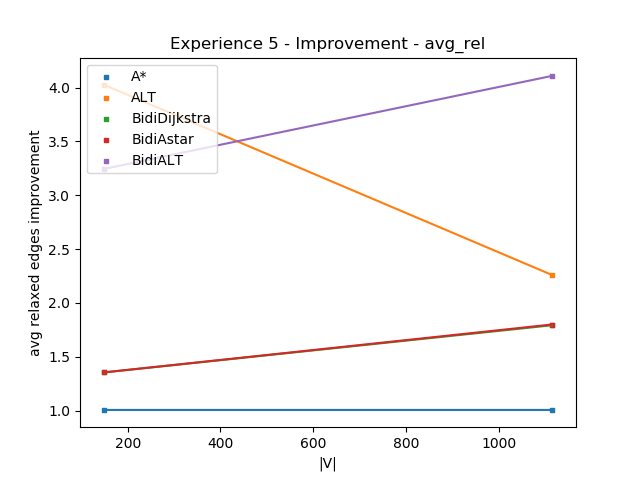 Experience 5 - Improvement - avg_rel
A*
ALT
BidiDijkstra
BidiAstar
BidiALT
avg relaxed edges improvement
4.0
3.5
3.0
2.5
2.0
1.5
1.0
200
400
600
800
1000
|V|